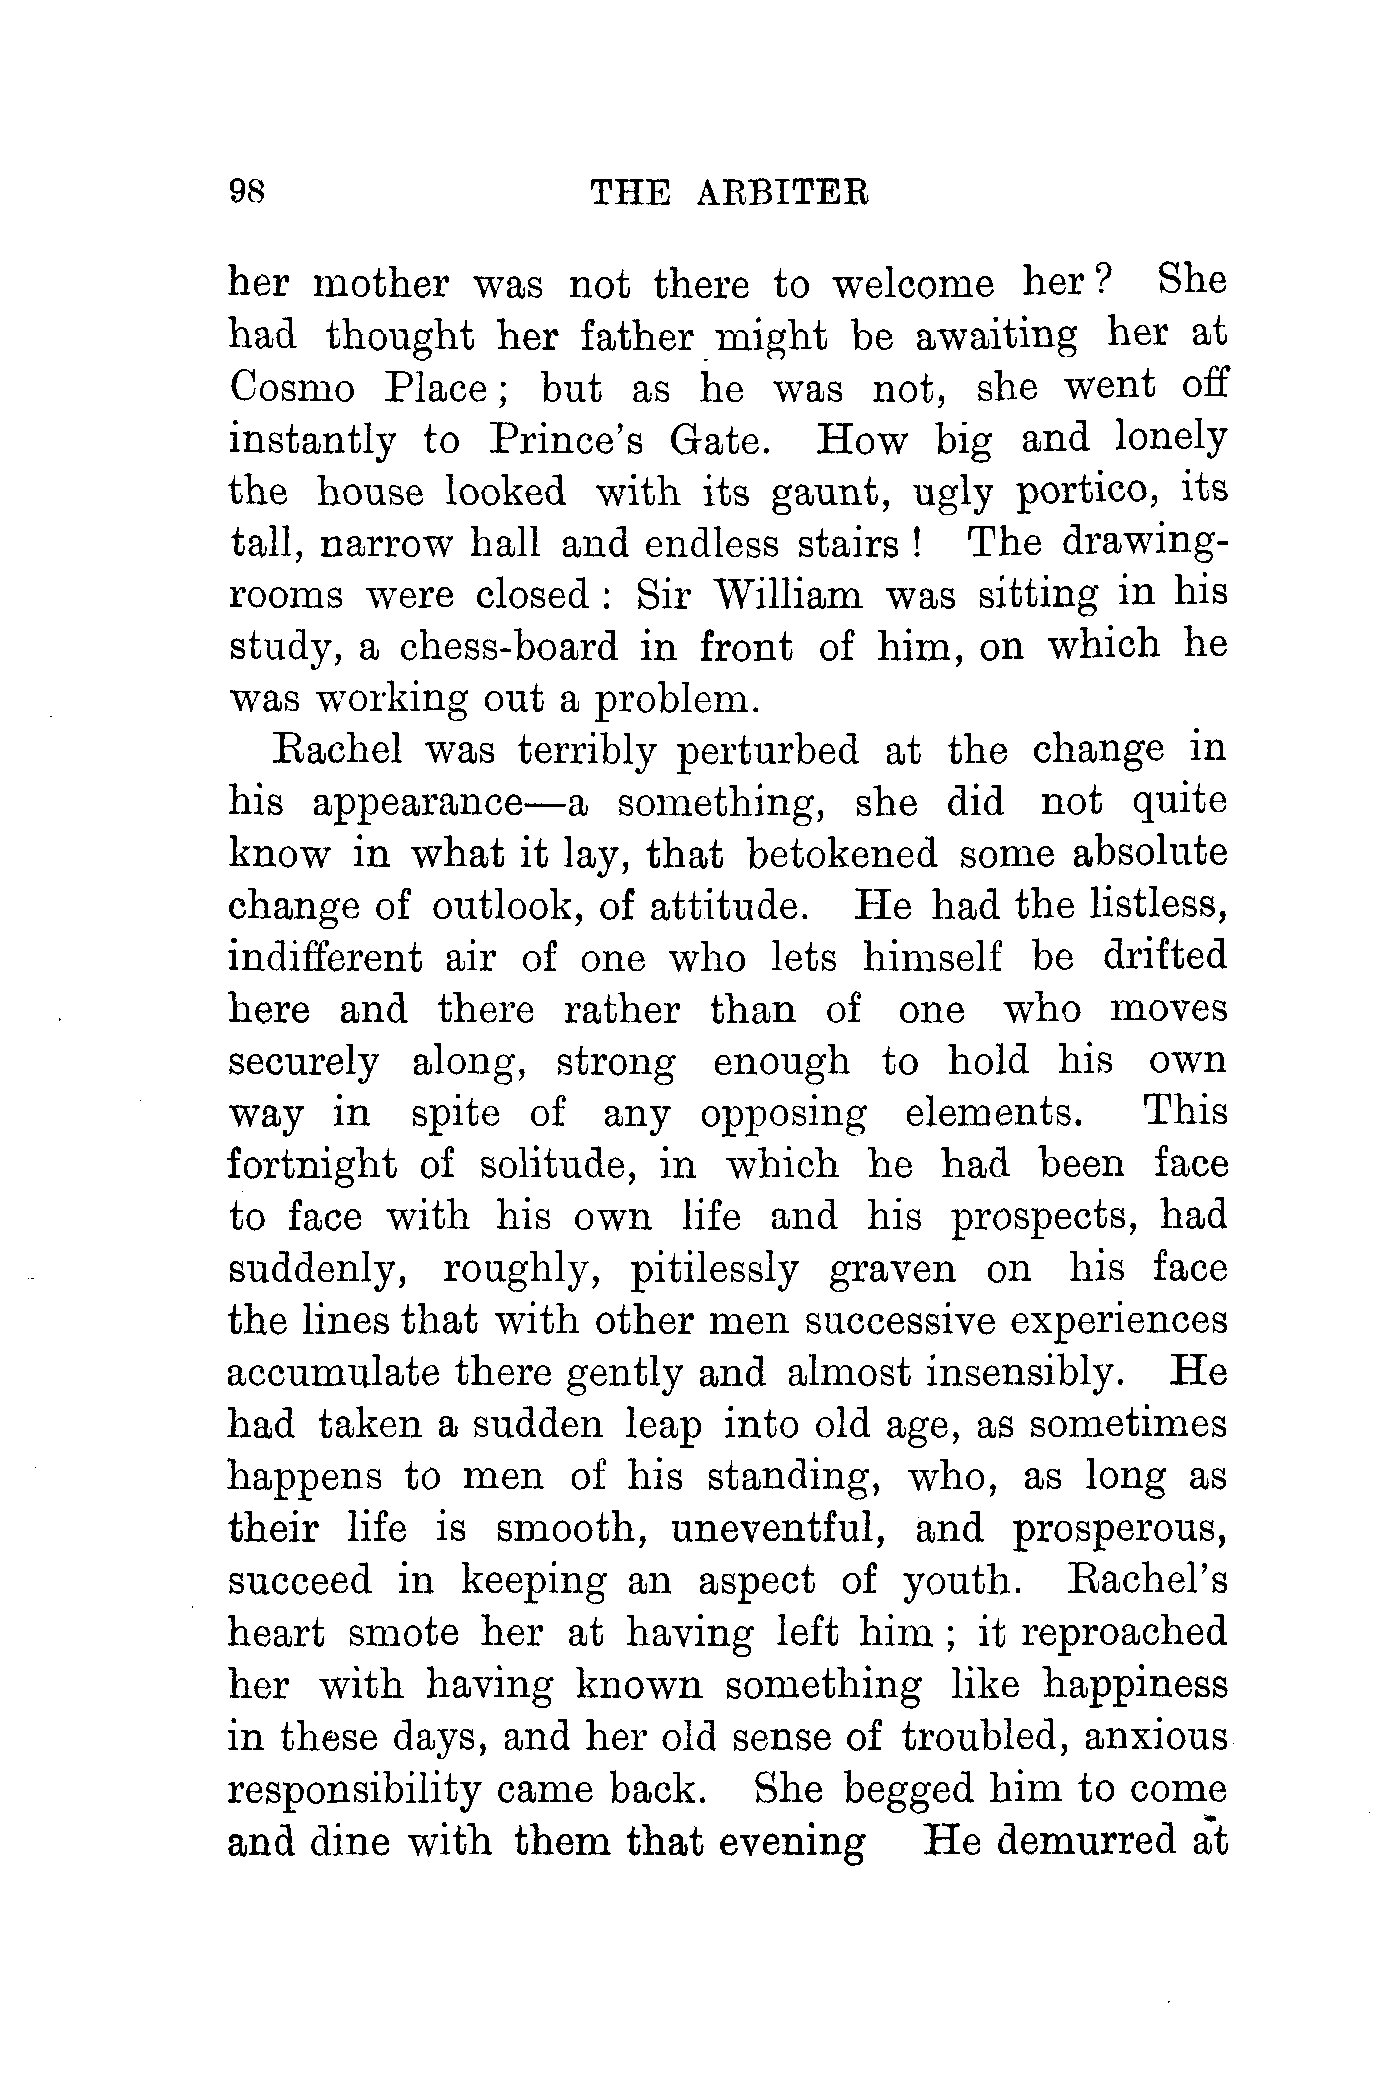 98 THE ARBITER
her mother was not there to welcome her? She
had thought her father might be awaiting her at
Cosmo Place; but as he was not, she went off
instantly to Prince's Gate. How big and lonely
the house looked with its gaunt, ugly portico, its
tall, narrow hall and endless stairs! The drawing-
rooms were closed: Sir William was sitting in his
study, a chess-board in front of him, on which he
was working out a problem.
Rachel was terribly perturbed at the change in
his appearance—a something, she did not quite
know in what it lay, that betokened some absolute
change of outlook, of attitude. He had the listless,
indifferent air of one who lets himself be drifted
here and there rather than of one who moves
securely along, strong enough to hold his own
way in spite of any opposing elements. This
fortnight of solitude, in which he had been face
to face with his own life and his prospects, had
suddenly, roughly, pitilessly graven on his face
the lines that with other men successive experiences
accumulate there gently and almost insensibly. He
had taken a sudden leap into old age, as sometimes
happens to men of his standing, who, as long as
their life is smooth, uneventful, and prosperous,
succeed in keeping an aspect of youth. Rachel's
heart smote her at having left him; it reproached
her with having known something like happiness
in these days, and her old sense of troubled, anxious
responsibility came back. She begged him to come
and dine with them that evening He demurred at